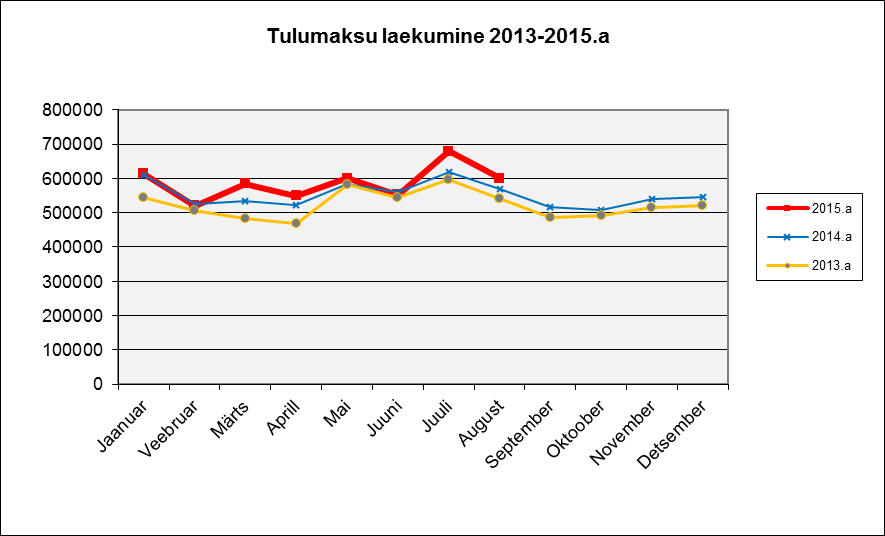 Tulumaksu laekumine 2013-2015.a
800000
700000
600000
500000
400000
300000
200000
100000
0
Jaanuar
Veebruar
Märts
Aprill
Mai
Juuni
Juuli
August
September
Oktoober
November
Detsember
2015.a
2014.a
2013.a